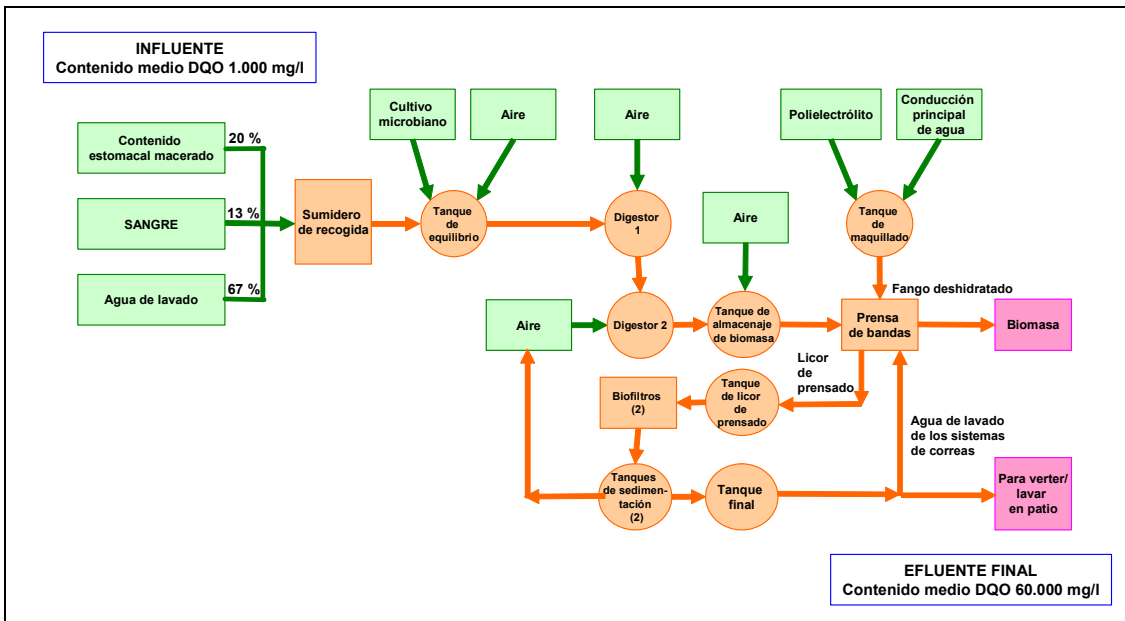 INFLUENTE
Contenido medio DQO 1.000 mg/l
Contenido
estomacal macerado
20 %
SANGRE
13 %
Agua de lavado
67 %
Sumidero
de recogida
Cultivo
microbiano
Aire
Tanque
de
equilibrio
Aire
Digestor
1
Polielectrólito
Conducción
principal
de agua
Tanque
de
maquillado
Aire
Aire
Digestor 2
Tanque de
almacenaje
de biomasa
Prensa
de bandas
Fango deshidratado
Biomasa
Licor
de
prensado
Tanque
de licor
de
prensado
Biofiltros
(2)
Agua de lavado
de los sistemas
de correas
Tanques
de sedimen-
tación
(2)
Tanque
final
Para verter/
lavar
en patio
EFLUENTE FINAL
Contenido medio DQO 60.000 mg/l